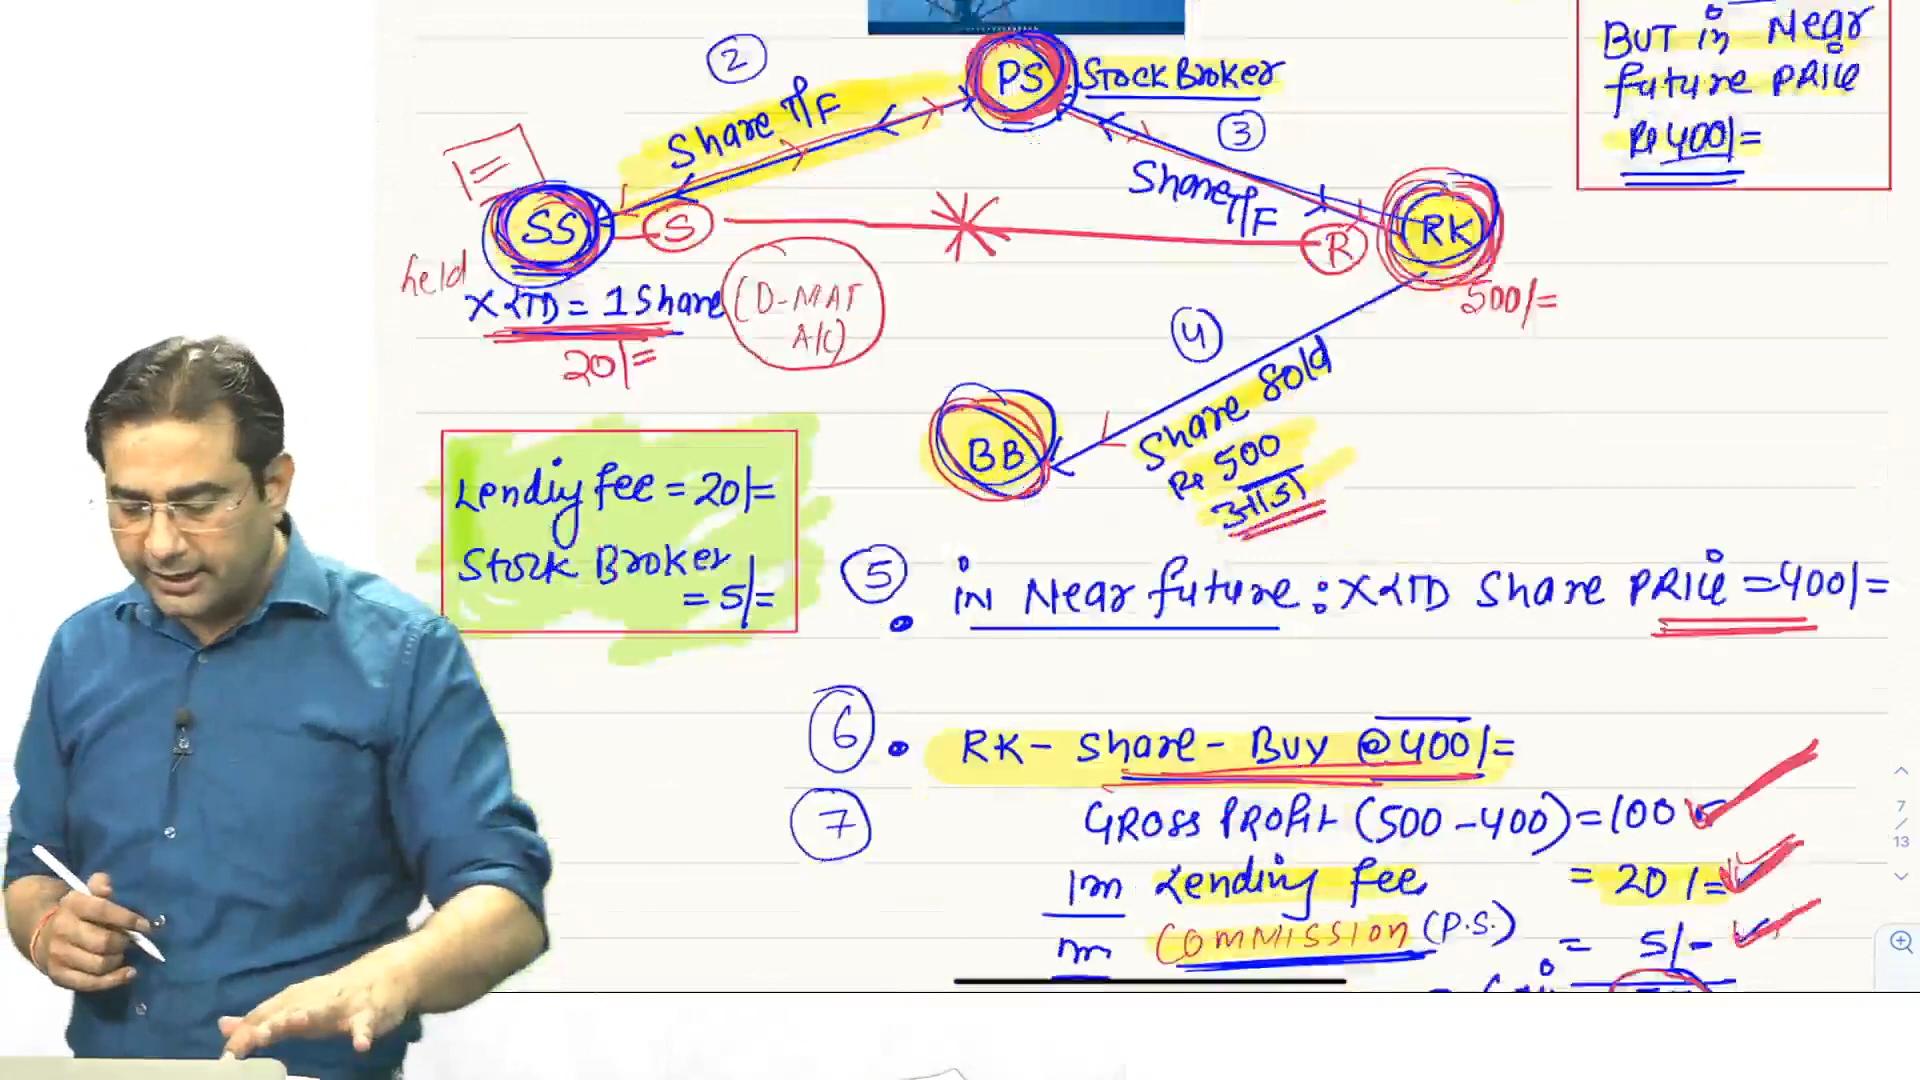 BUT in Near
future PRICE
Rs 400/=
2
PS
Stock Broker
Share T/F
3
Share T/F
SS
S
R
RK
held
X LTD = 1 Share
(D-MAT
A/C)
500/=
20/=
4
Share Sold
Rs 500
आज
BB
Lending fee = 20/=
Stock Broker
= 5/=
5
in Near future : X LTD Share PRICE = 400/=
6
RK - Share - Buy @ 400/=
7
GROSS PROfit (500 - 400) = 100
(-) Lending fee = 20/=
(-) COMMISSION (P.S.) = 5/-
7
/
13